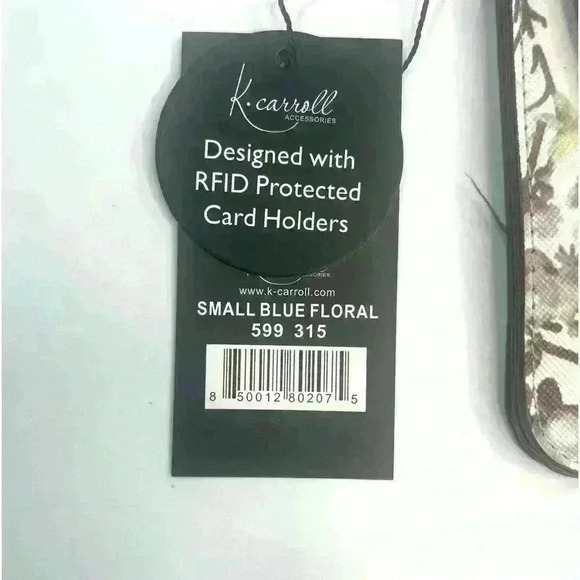 K.carroll
ACCESSORIES
Designed with
RFID Protected
Card Holders
ACCESSORIES
www.k-carroll.com
SMALL BLUE FLORAL
599 315
8 50012 80207 5